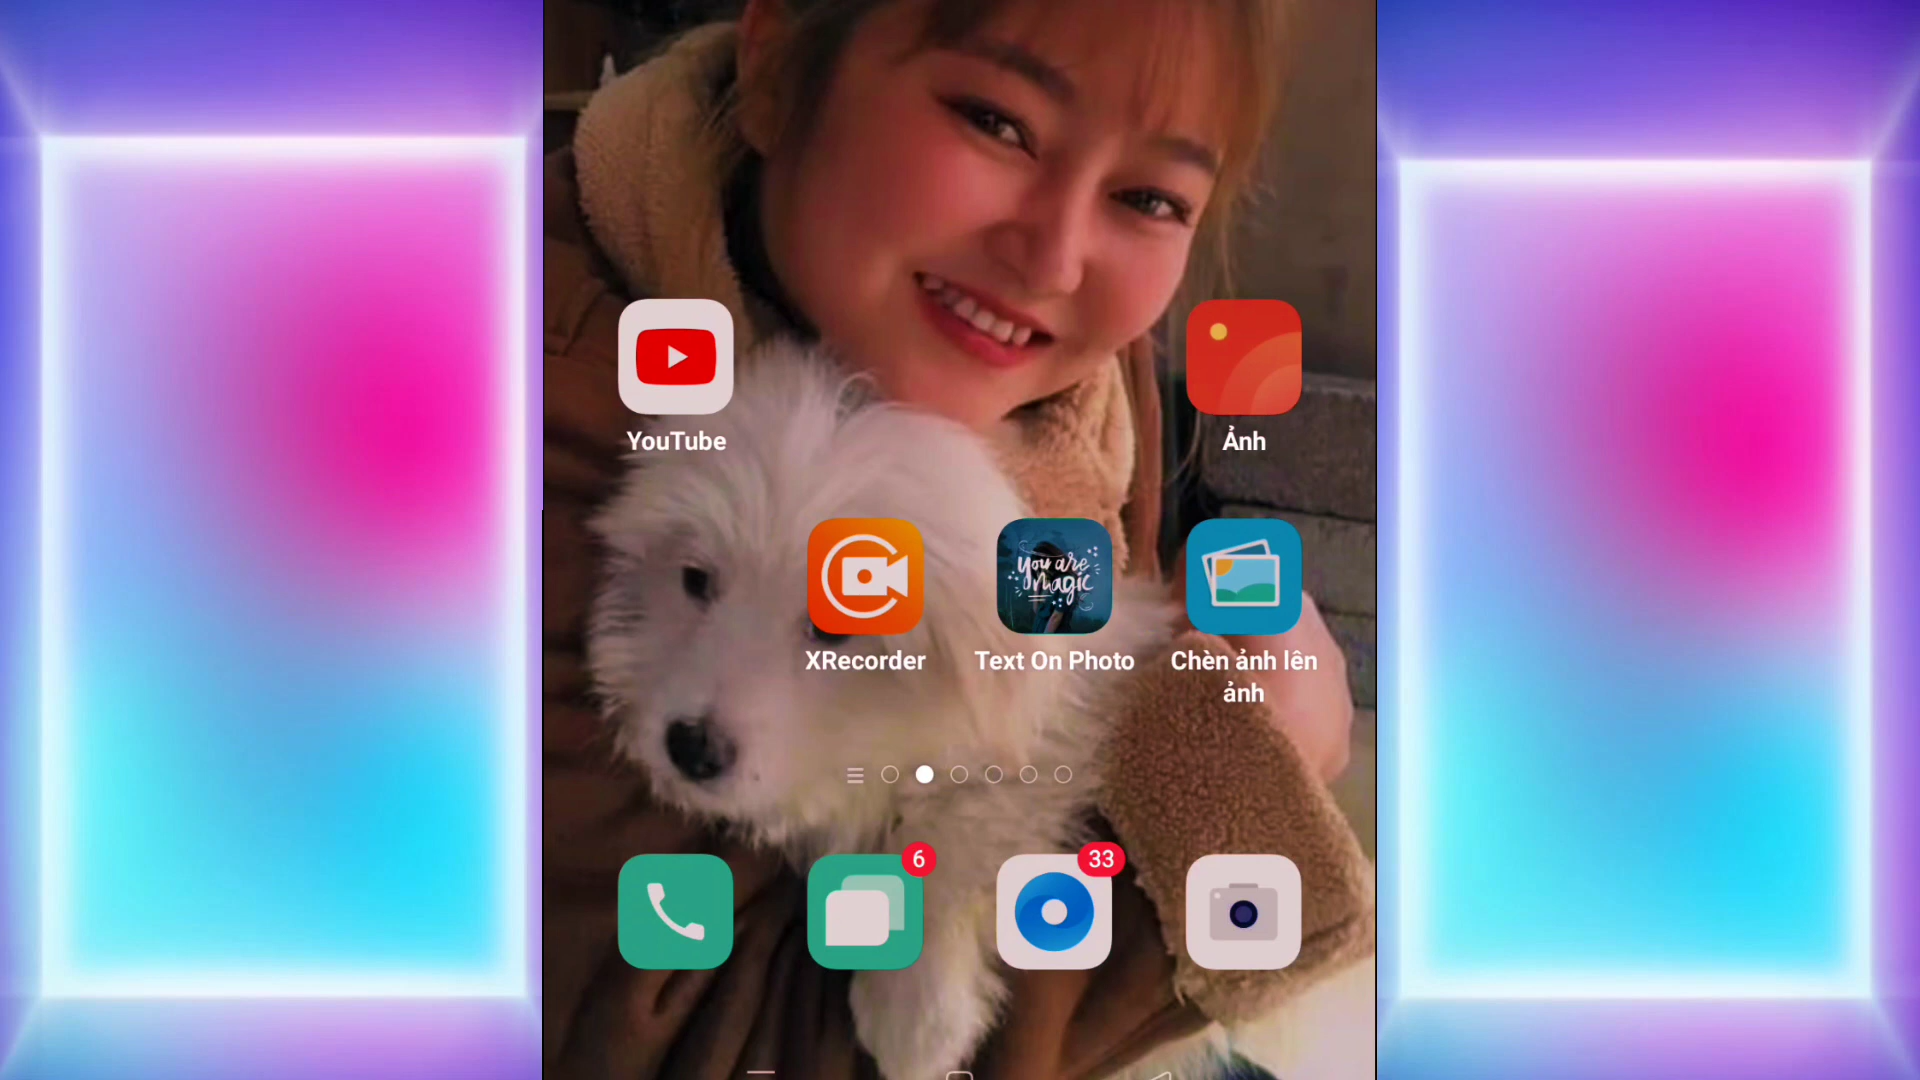 YouTube
Ảnh
you are
magic
XRecorder
Text On Photo
Chèn ảnh lên
ảnh
6
33